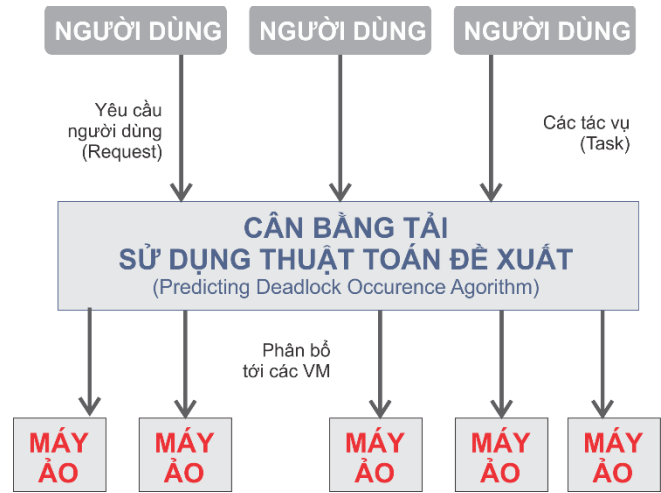 NGƯỜI DÙNG NGƯỜI DÙNG NGƯỜI DÙNG
Yêu cầu
người dùng
(Request)
Các tác vụ
(Task)
CÂN BẰNG TẢI
SỬ DỤNG THUẬT TOÁN ĐỀ XUẤT
(Predicting Deadlock Occurence Agorithm)
Phân bổ
tới các VM
MÁY MÁY MÁY MÁY MÁY
ẢO ẢO ẢO ẢO ẢO